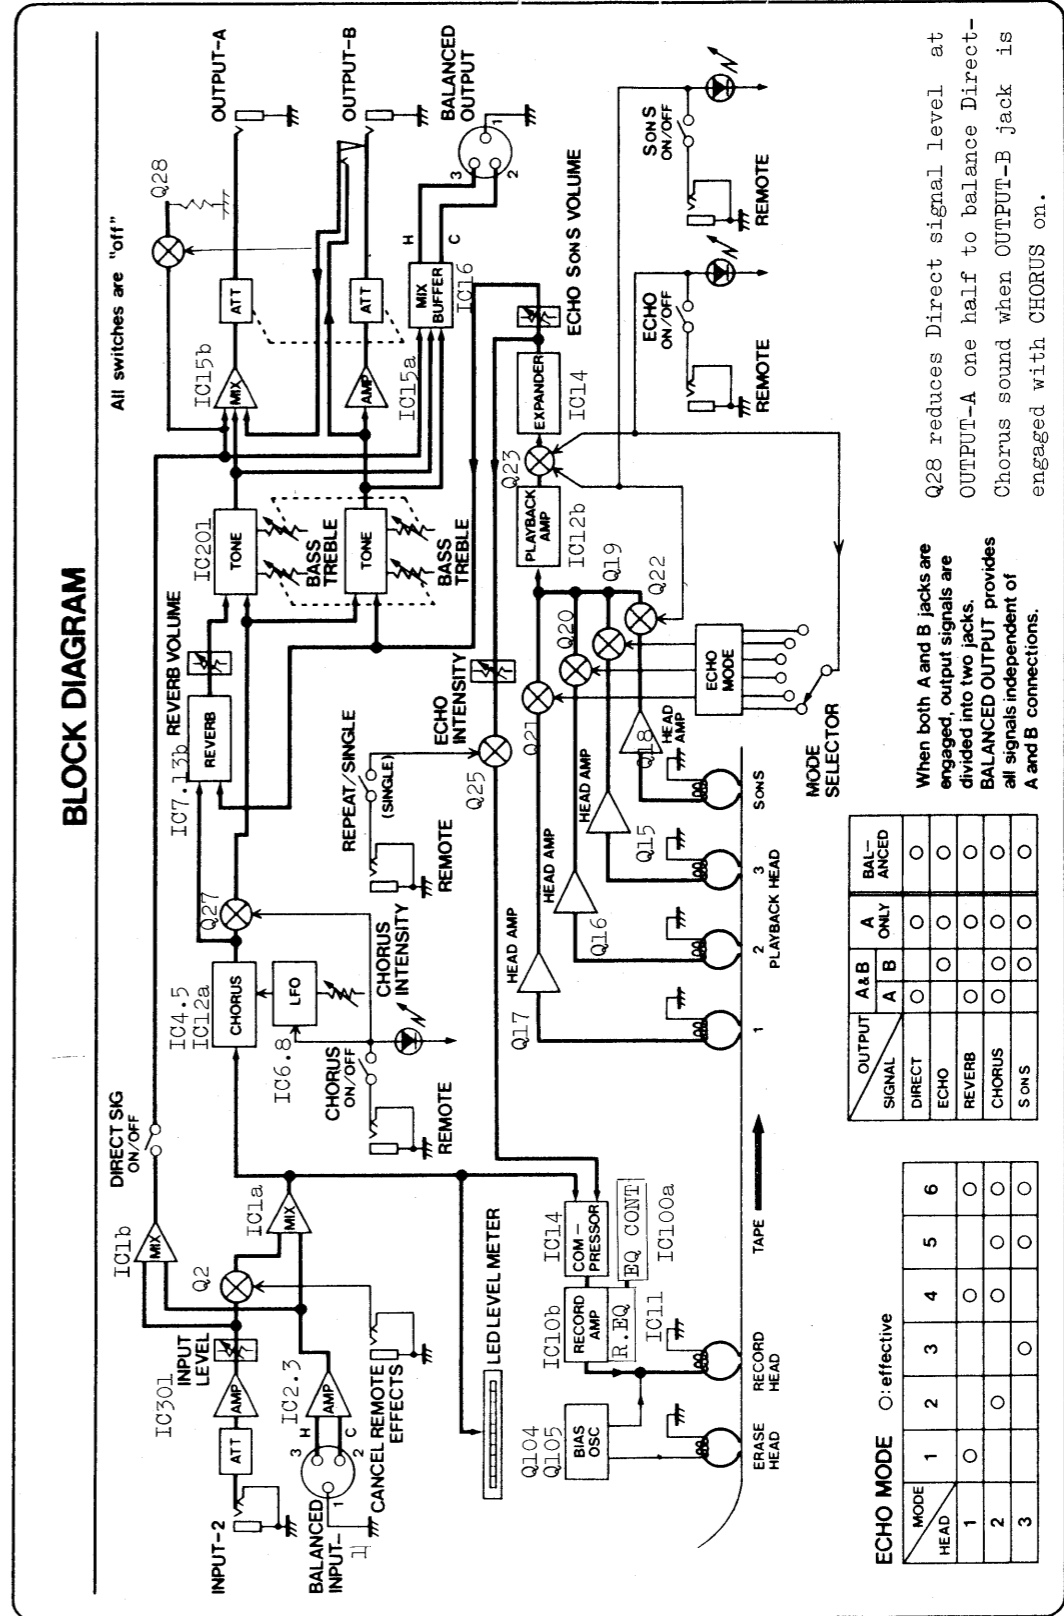 BLOCK DIAGRAM
All switches are "off"
DIRECT SIG
ON/OFF
IC1b
MIX
INPUT-2
ATT
IC301
AMP
INPUT
LEVEL
Q2
IC1a
MIX
BALANCED
INPUT-
1
3
H
2
C
1
IC2.3
AMP
CANCEL REMOTE
EFFECTS
LED LEVEL METER
IC4.5
IC12a
CHORUS
IC6.8
LFO
CHORUS
INTENSITY
CHORUS
ON/OFF
REMOTE
Q27
IC7.13b
REVERB
REVERB VOLUME
IC201
TONE
BASS
TREBLE
TONE
BASS
TREBLE
IC15b
MIX
ATT
Q28
OUTPUT-A
AMP
IC15a
ATT
OUTPUT-B
MIX
BUFFER
IC16
H
C
3
2
1
BALANCED
OUTPUT
REPEAT/SINGLE
(SINGLE)
REMOTE
ECHO
INTENSITY
Q25
ECHO SONS VOLUME
EXPANDER
IC14
Q23
PLAYBACK
AMP
IC12b
Q104
Q105
BIAS
OSC
IC10b
RECORD
AMP
IC14
COM-
PRESSOR
R.EQ
EQ CONT
IC11
IC100a
ERASE
HEAD
RECORD
HEAD
TAPE
HEAD AMP
Q17
HEAD AMP
Q16
HEAD AMP
Q15
HEAD
AMP
Q18
Q21
Q20
Q19
Q22
1
2
3
PLAYBACK HEAD
SONS
ECHO
MODE
MODE
SELECTOR
ECHO
ON/OFF
REMOTE
SONS
ON/OFF
REMOTE
ECHO MODE O:effective
MODE 1 2 3 4 5 6
HEAD
1 O O O
2 O O O O
3 O O O
OUTPUT A & B A ONLY BAL-ANCED
SIGNAL A B
DIRECT O O O
ECHO O O O
REVERB O O O
CHORUS O O O O
SONS O O O
When both A and B jacks are
engaged, output signals are
divided into two jacks.
BALANCED OUTPUT provides
all signals independent of
A and B connections.
Q28 reduces Direct signal level at
OUTPUT-A one half to balance Direct-
Chorus sound when OUTPUT-B jack is
engaged with CHORUS on.